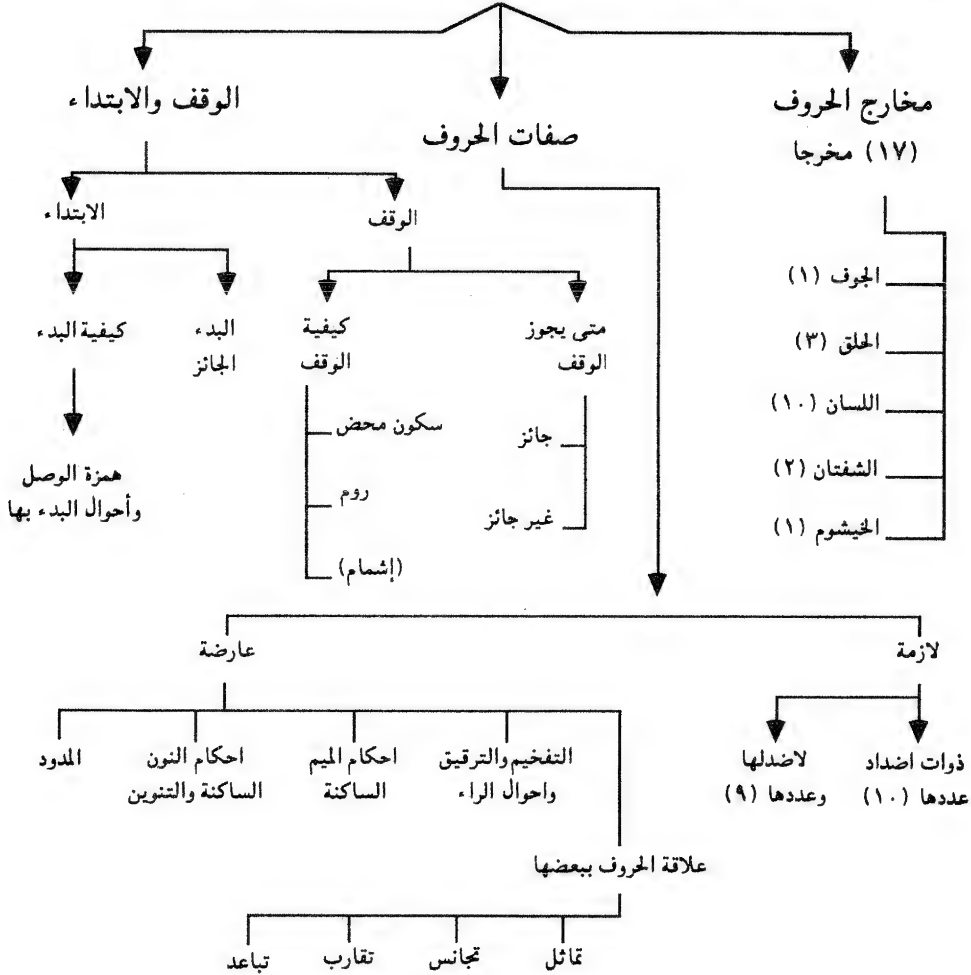 مخارج الحروف
(١٧) مخرجا
الجوف (١)
الحلق (٣)
اللسان (١٠)
الشفتان (٢)
الخيشوم (١)
صفات الحروف
الوقف والابتداء
الوقف
الابتداء
متى يجوز
الوقف
جائز
غير جائز
كيفية
الوقف
سكون محض
روم
(إشمام)
البدء
الجائز
كيفية البدء
همزة الوصل
وأحوال البدء بها
لازمة
عارضة
ذوات اضداد
عددها (١٠)
لاضدلها
وعددها (٩)
التفخيم والترقيق
واحوال الراء
احكام الميم
الساكنة
احكام النون
الساكنة والتنوين
المدود
علاقة الحروف ببعضها
تماثل
تجانس
تقارب
تباعد